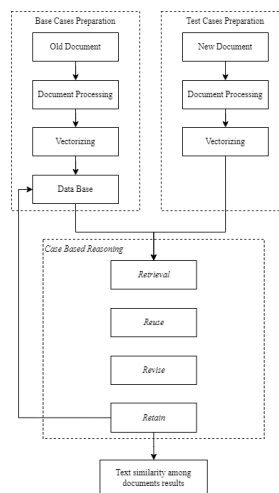 Base Cases Preparation
Old Document
Document Processing
Vectorizing
Data Base
Test Cases Preparation
New Document
Document Processing
Vectorizing
Case Based Reasoning
Retrieval
Reuse
Revise
Retain
Text similarity among
documents results